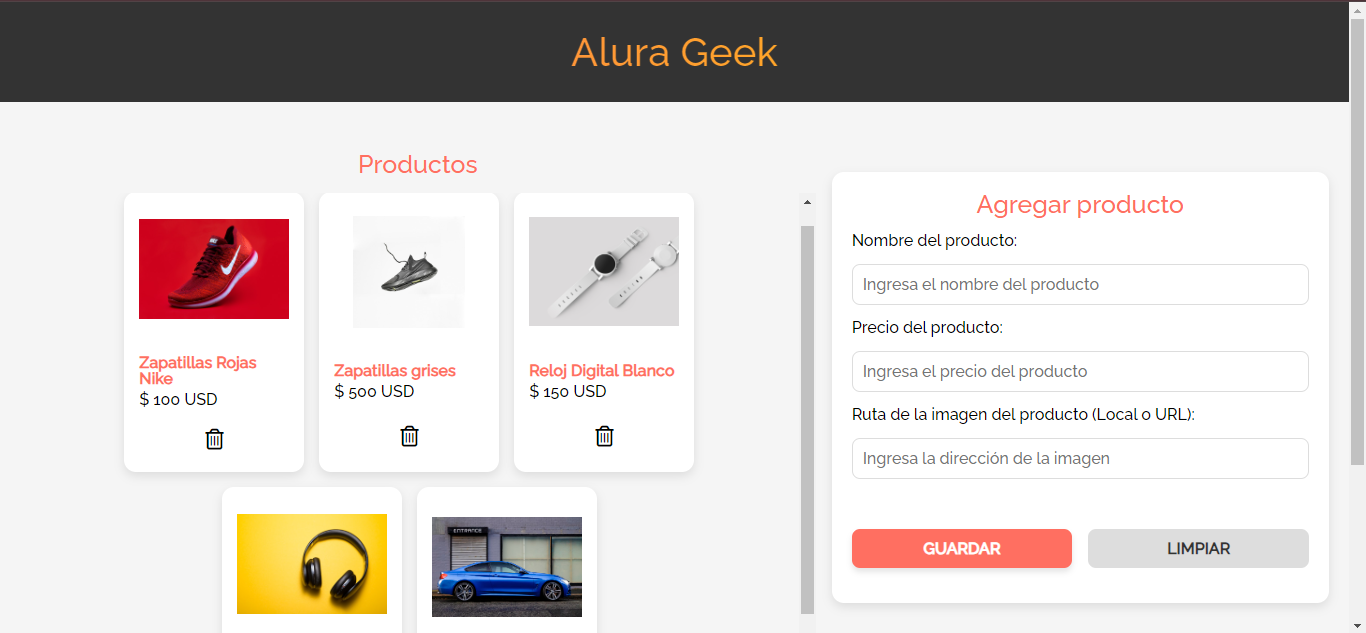 Alura Geek
Productos
Zapatillas Rojas
Nike
$ 100 USD
Zapatillas grises
$ 500 USD
Reloj Digital Blanco
$ 150 USD
ENTRANCE
Agregar producto
Nombre del producto:
Ingresa el nombre del producto
Precio del producto:
Ingresa el precio del producto
Ruta de la imagen del producto (Local o URL):
Ingresa la dirección de la imagen
GUARDAR
LIMPIAR